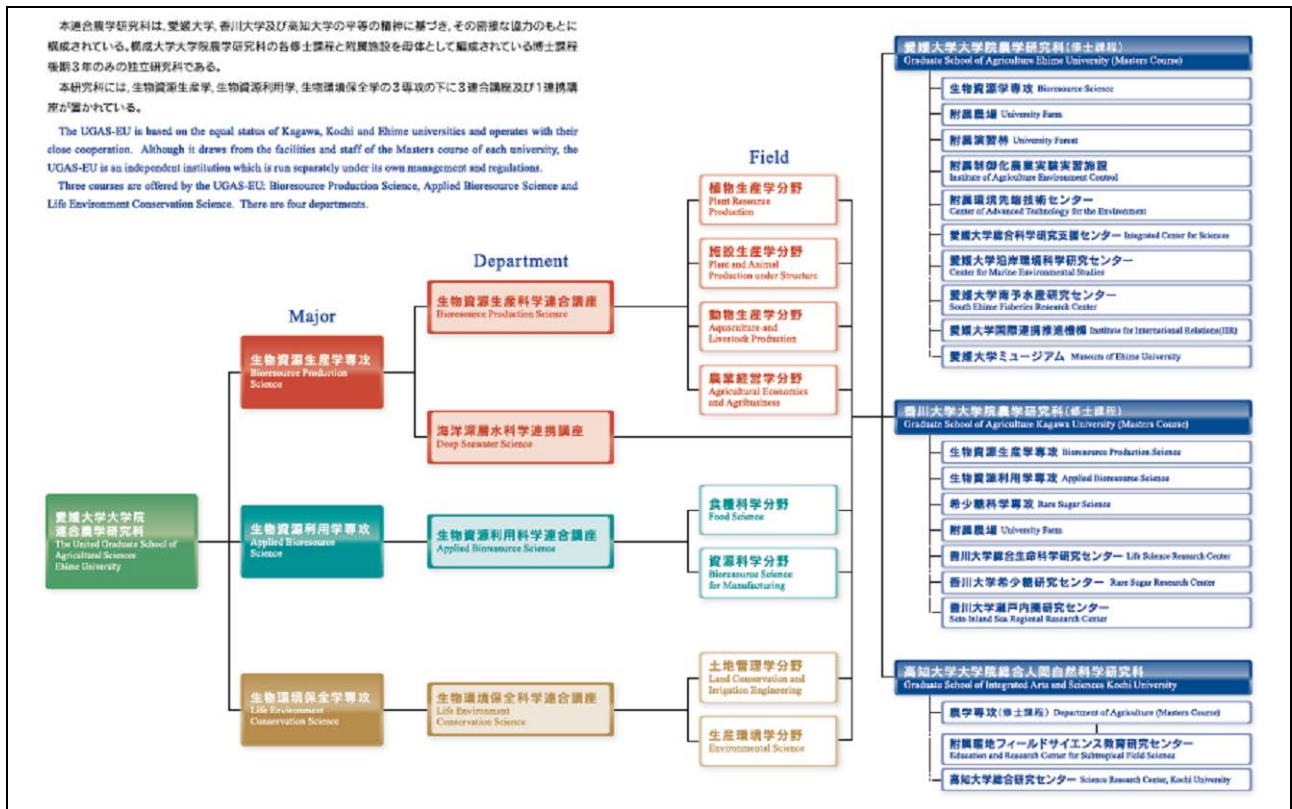 本連合農学研究科は，愛媛大学，香川大学及び高知大学の平等の精神に基づき，その密接な協力のもとに
構成されている。構成大学大学院農学研究科の各修士課程と附属施設を母体として編成されている博士課程
後期3年のみの独立研究科である。
本研究科には，生物資源生産学，生物資源利用学，生物環境保全学の3専攻の下に3連合講座及び1連携講
座が置かれている。
The UGAS-EU is based on the equal status of Kagawa, Kochi and Ehime universities and operates with their
close cooperation. Although it draws from the facilities and staff of the Masters course of each university, the
UGAS-EU is an independent institution which is run separately under its own management and regulations.
Three courses are offered by the UGAS-EU; Bioresource Production Science, Applied Bioresource Science and
Life Environment Conservation Science. There are four departments.
愛媛大学大学院
連合農学研究科
The United Graduate School of
Agricultural Sciences
Ehime University
Major
生物資源生産学専攻
Bioresource Production
Science
生物資源利用学専攻
Applied Bioresource
Science
生物環境保全学専攻
Life Environment
Conservation Science
Department
生物資源生産科学連合講座
Bioresource Production Science
海洋深層水科学連携講座
Deep Seawater Science
生物資源利用科学連合講座
Applied Bioresource Science
生物環境保全科学連合講座
Life Environment
Conservation Science
Field
植物生産学分野
Plant Resource
Production
施設生産学分野
Plant and Animal
Production under Structure
動物生産学分野
Aquaculture and
Livestock Production
農業経営学分野
Agricultural Economics
and Agribusiness
食糧科学分野
Food Science
資源科学分野
Bioresource Science
for Manufacturing
土地管理学分野
Land Conservation and
Irrigation Engineering
生産環境学分野
Environmental Science
愛媛大学大学院農学研究科(修士課程)
Graduate School of Agriculture Ehime University (Masters Course)
生物資源学専攻 Bioresource Science
附属農場 University Farm
附属演習林 University Forest
附属制御化農業実験実習施設
Institute of Agriculture Environment Control
附属環境先端技術センター
Center of Advanced Technology for the Environment
愛媛大学総合科学研究支援センター Integrated Center for Sciences
愛媛大学沿岸環境科学研究センター
Center for Marine Environmental Studies
愛媛大学南予水産研究センター
South Ehime Fisheries Research Center
愛媛大学国際連携推進機構 Institute for International Relations(IIR)
愛媛大学ミュージアム Museum of Ehime University
香川大学大学院農学研究科(修士課程)
Graduate School of Agriculture Kagawa University (Masters Course)
生物資源生産学専攻 Bioresource Production Science
生物資源利用学専攻 Applied Bioresource Science
希少糖科学専攻 Rare Sugar Science
附属農場 University Farm
香川大学総合生命科学研究センター Life Science Research Center
香川大学希少糖研究センター Rare Sugar Research Center
香川大学瀬戸内圏研究センター
Seto Inland Sea Regional Research Center
高知大学大学院総合人間自然科学研究科
Graduate School of Integrated Arts and Sciences Kochi University
農学専攻(修士課程) Department of Agriculture (Masters Course)
附属暖地フィールドサイエンス教育研究センター
Education and Research Center for Subtropical Field Science
高知大学総合研究センター Science Research Center, Kochi University